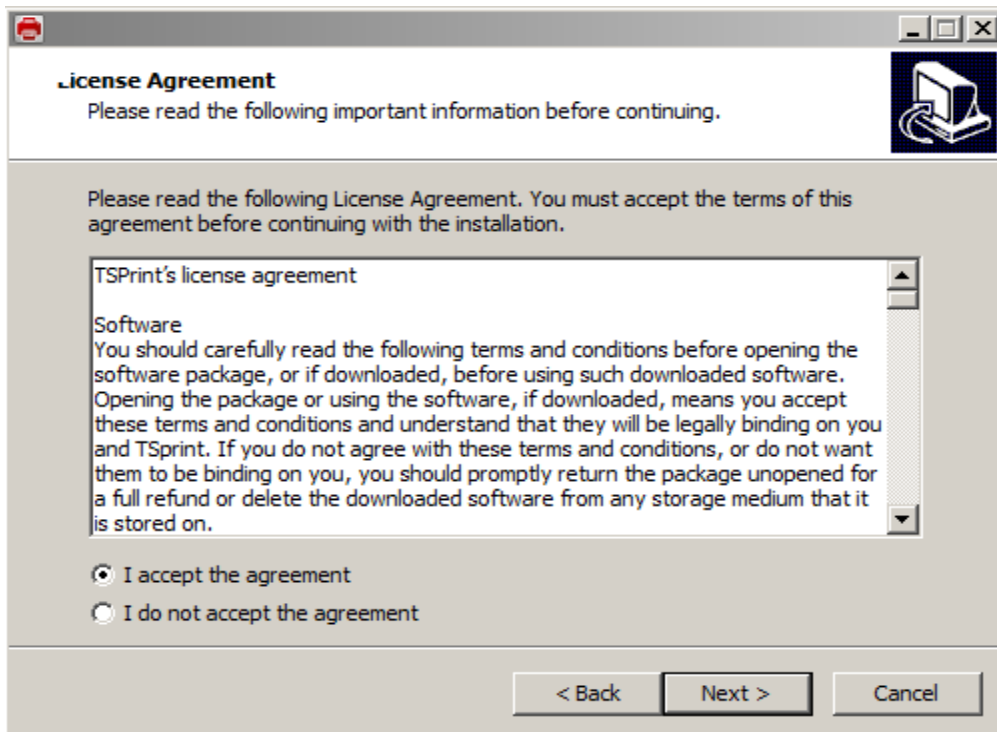 License Agreement
Please read the following important information before continuing.
Please read the following License Agreement. You must accept the terms of this
agreement before continuing with the installation.
TSPrint’s license agreement
Software
You should carefully read the following terms and conditions before opening the
software package, or if downloaded, before using such downloaded software.
Opening the package or using the software, if downloaded, means you accept
these terms and conditions and understand that they will be legally binding on you
and TSprint. If you do not agree with these terms and conditions, or do not want
them to be binding on you, you should promptly return the package unopened for
a full refund or delete the downloaded software from any storage medium that it
is stored on.
I accept the agreement
I do not accept the agreement
< Back
Next >
Cancel